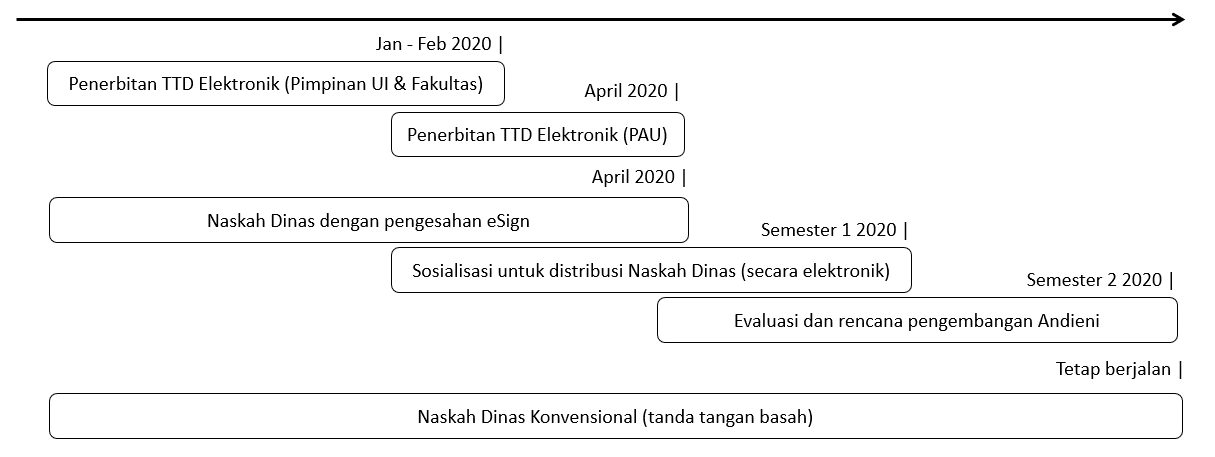 Jan - Feb 2020 |
Penerbitan TTD Elektronik (Pimpinan UI & Fakultas)
April 2020 |
Penerbitan TTD Elektronik (PAU)
April 2020 |
Naskah Dinas dengan pengesahan eSign
Semester 1 2020 |
Sosialisasi untuk distribusi Naskah Dinas (secara elektronik)
Semester 2 2020 |
Evaluasi dan rencana pengembangan Andieni
Tetap berjalan |
Naskah Dinas Konvensional (tanda tangan basah)